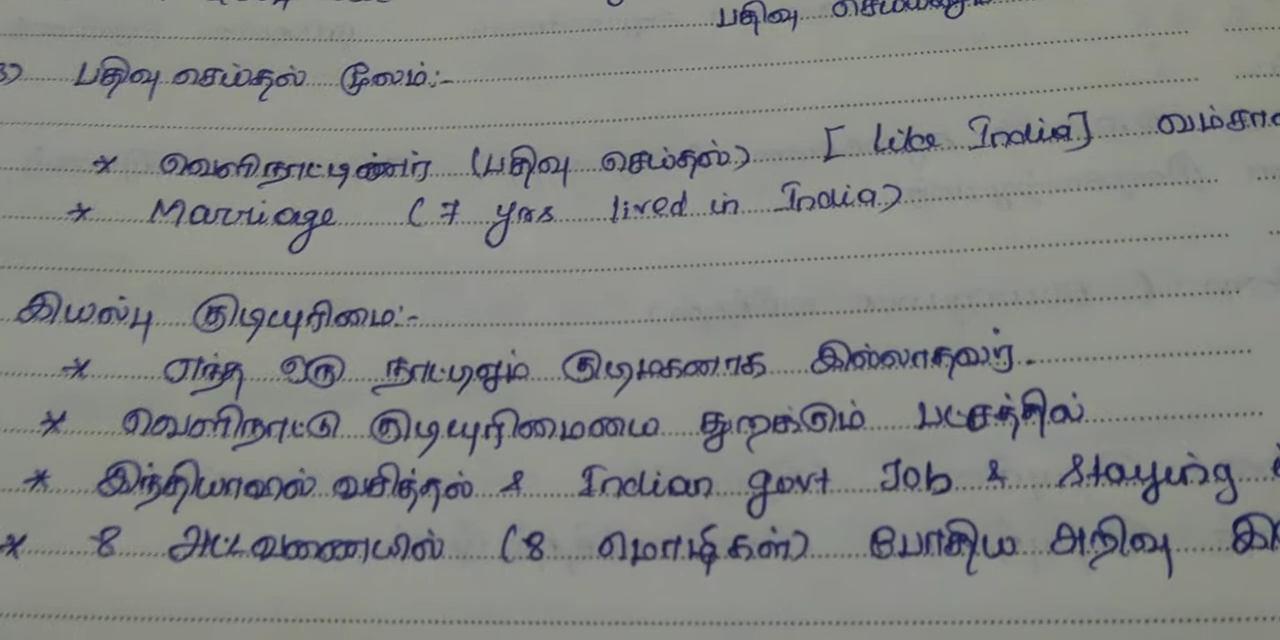 பதிவு
3) பதிவு செய்தல் மூலம்:-
* வெளிநாட்டினர் (பதிவு செய்தல்) [ like India]
* Marriage (7 yrs lived in India)
இயல்பு குடியுரிமை:-
* எந்த ஒரு நாட்டிலும் குடிமகனாக இல்லாதவர்.
* வெளிநாட்டு குடியுரிமைமை துறக்கும் பட்சத்தில்
* இந்தியாவில் வசித்தல் & Indian govt Job & Staying
* 8 அட்டவணையில் (8 மொழிகள்) போதிய அறிவு